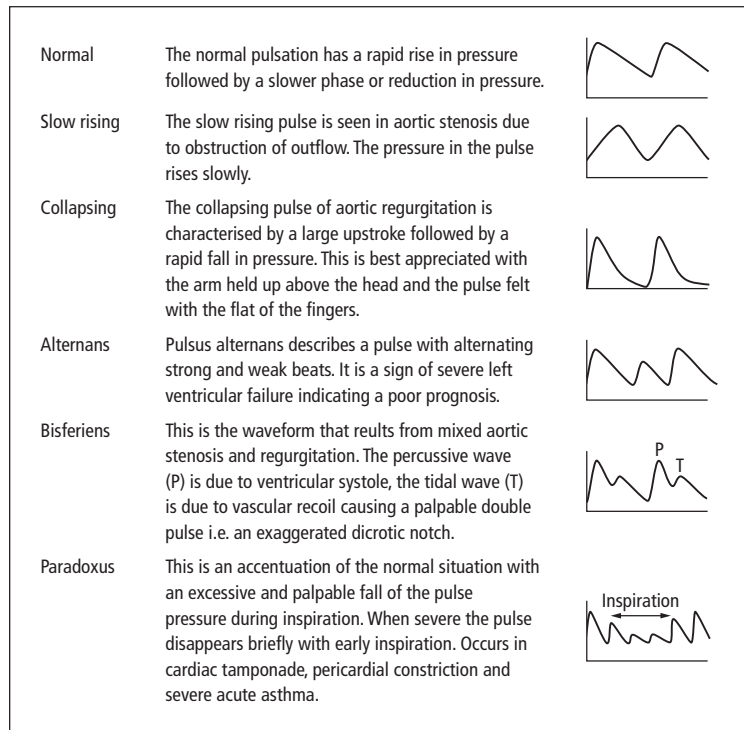 Normal
The normal pulsation has a rapid rise in pressure
followed by a slower phase or reduction in pressure.
Slow rising
The slow rising pulse is seen in aortic stenosis due
to obstruction of outflow. The pressure in the pulse
rises slowly.
Collapsing
The collapsing pulse of aortic regurgitation is
characterised by a large upstroke followed by a
rapid fall in pressure. This is best appreciated with
the arm held up above the head and the pulse felt
with the flat of the fingers.
Alternans
Pulsus alternans describes a pulse with alternating
strong and weak beats. It is a sign of severe left
ventricular failure indicating a poor prognosis.
Bisferiens
This is the waveform that reults from mixed aortic
stenosis and regurgitation. The percussive wave
(P) is due to ventricular systole, the tidal wave (T)
is due to vascular recoil causing a palpable double
pulse i.e. an exaggerated dicrotic notch.
P
T
Paradoxus
This is an accentuation of the normal situation with
an excessive and palpable fall of the pulse
pressure during inspiration. When severe the pulse
disappears briefly with early inspiration. Occurs in
cardiac tamponade, pericardial constriction and
severe acute asthma.
Inspiration